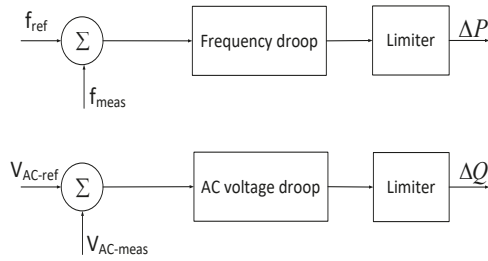 f_ref
Σ
Frequency droop
Limiter
ΔP
f_meas
V_AC-ref
Σ
AC voltage droop
Limiter
ΔQ
V_AC-meas